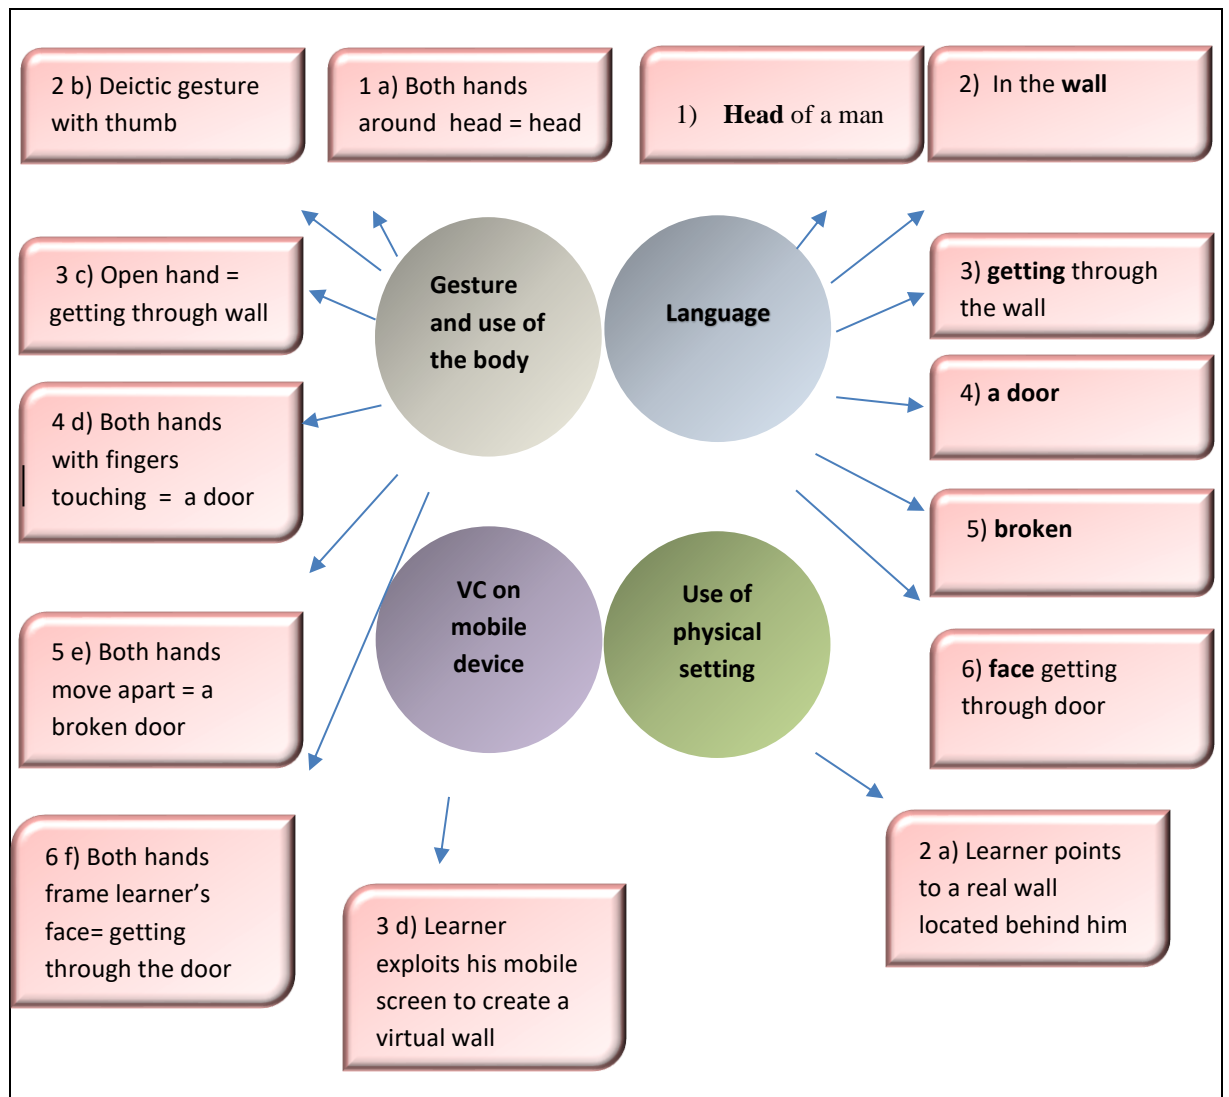 2 b) Deictic gesture
with thumb
1 a) Both hands
around head = head
1) Head of a man
2) In the wall
3 c) Open hand =
getting through wall
Gesture
and use of
the body
Language
3) getting through
the wall
4 d) Both hands
with fingers
touching = a door
4) a door
5) broken
5 e) Both hands
move apart = a
broken door
VC on
mobile
device
Use of
physical
setting
6) face getting
through door
6 f) Both hands
frame learner’s
face= getting
through the door
3 d) Learner
exploits his mobile
screen to create a
virtual wall
2 a) Learner points
to a real wall
located behind him